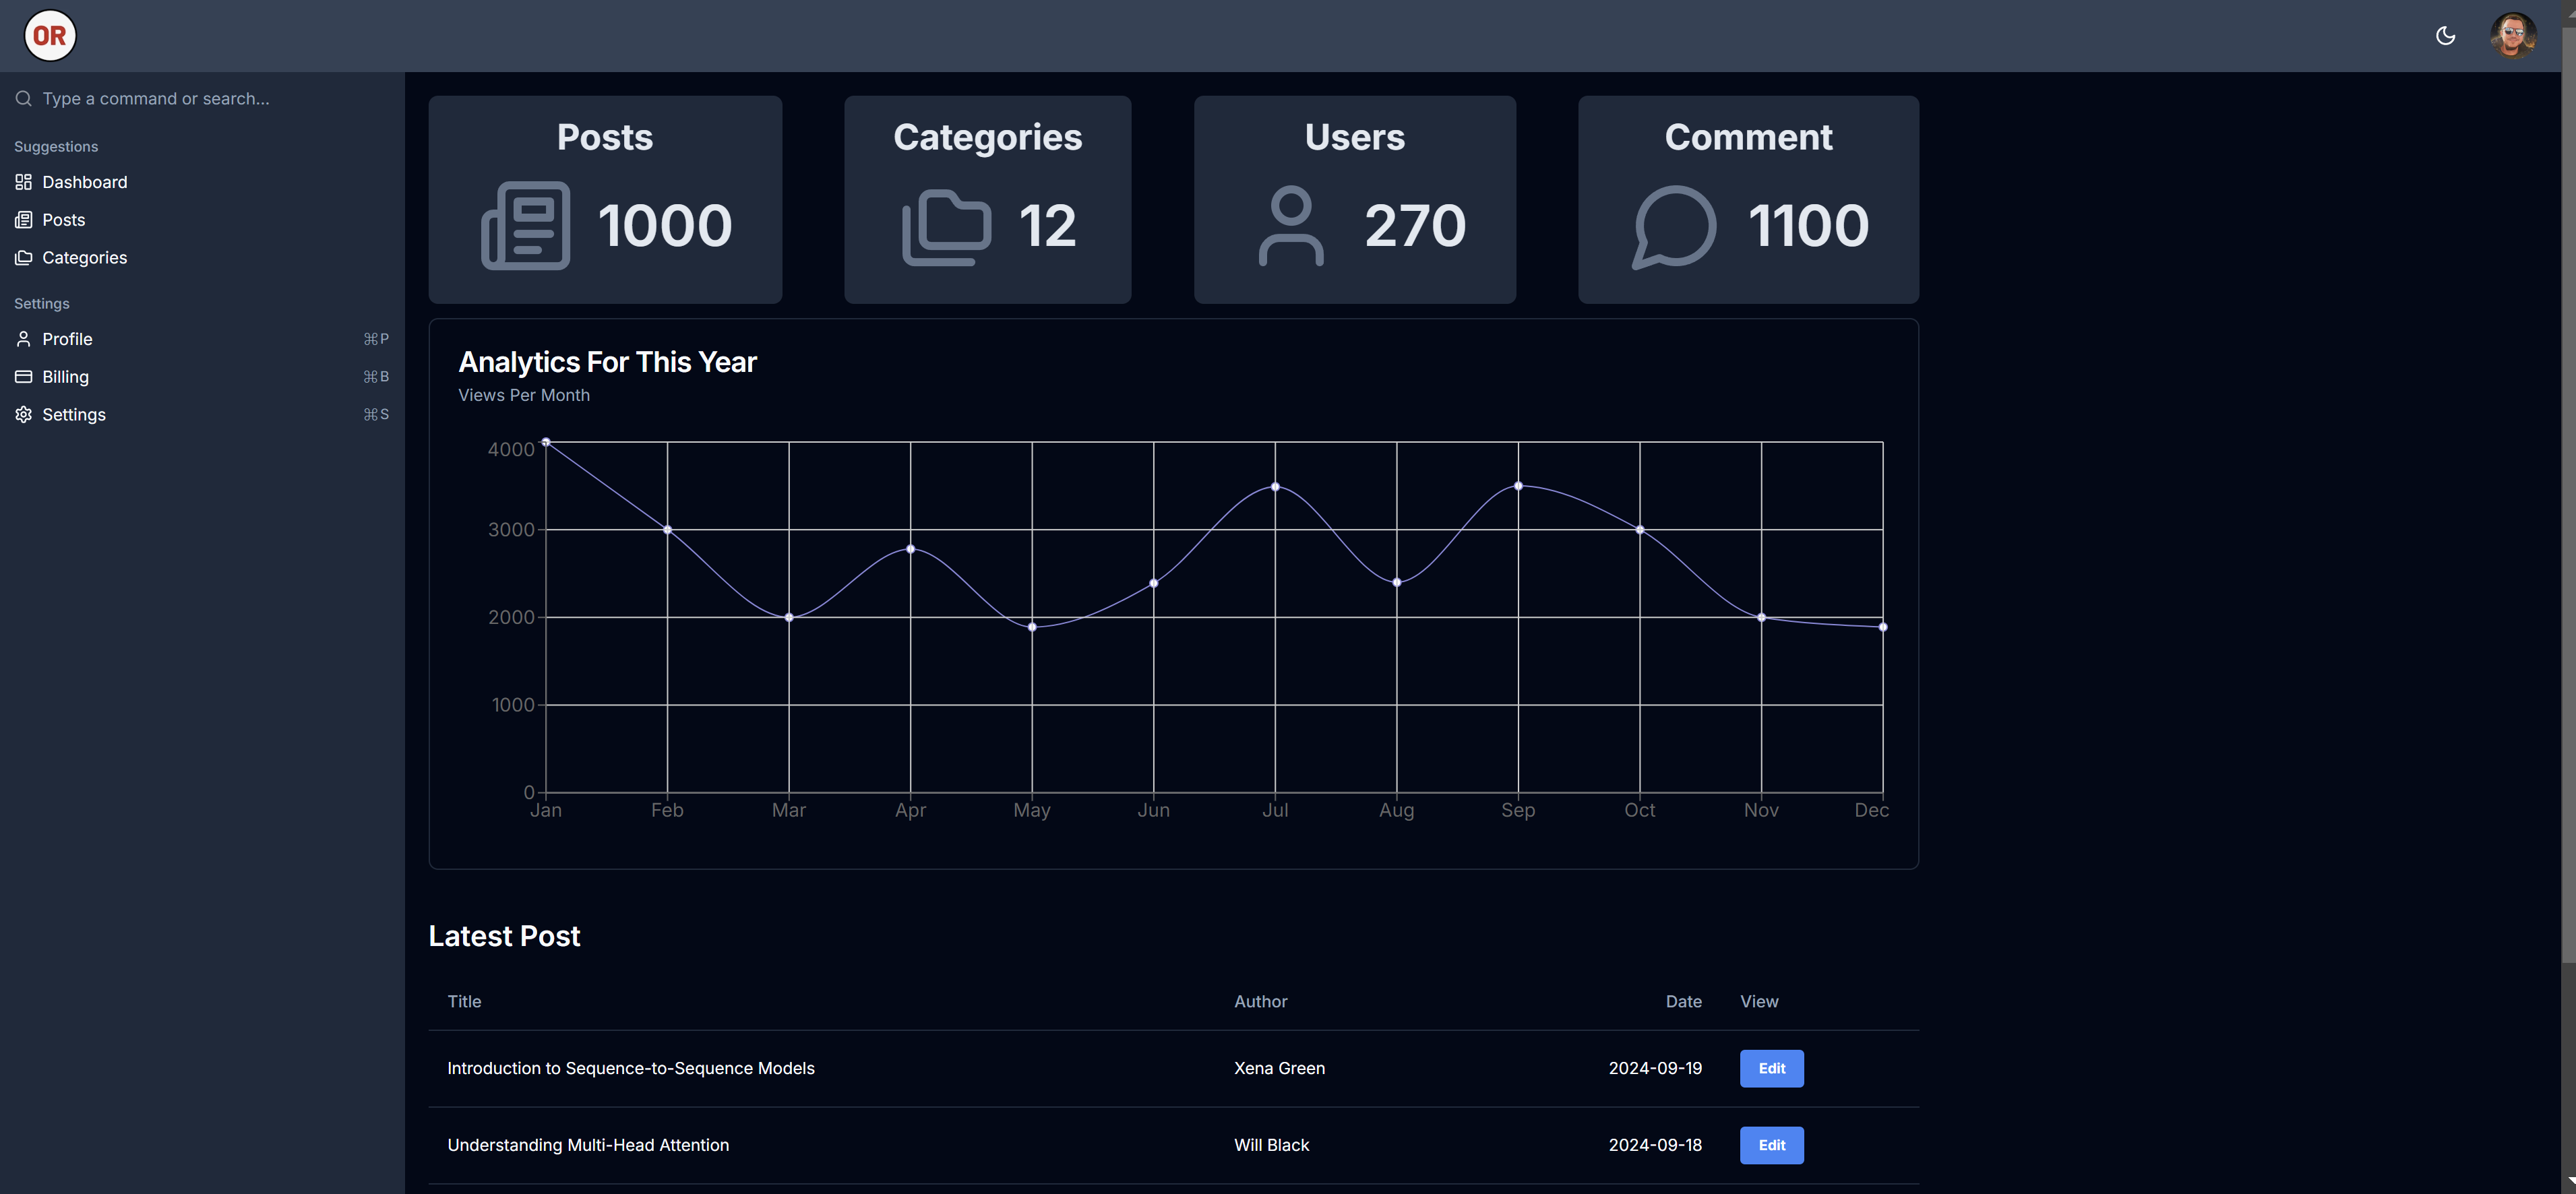 OR
Type a command or search...
Suggestions
Dashboard
Posts
Categories
Settings
Profile ⌘P
Billing ⌘B
Settings ⌘S
Posts
1000
Categories
12
Users
270
Comment
1100
Analytics For This Year
Views Per Month
4000
3000
2000
1000
0
Jan Feb Mar Apr May Jun Jul Aug Sep Oct Nov Dec
Latest Post
Title Author Date View
Introduction to Sequence-to-Sequence Models Xena Green 2024-09-19 Edit
Understanding Multi-Head Attention Will Black 2024-09-18 Edit